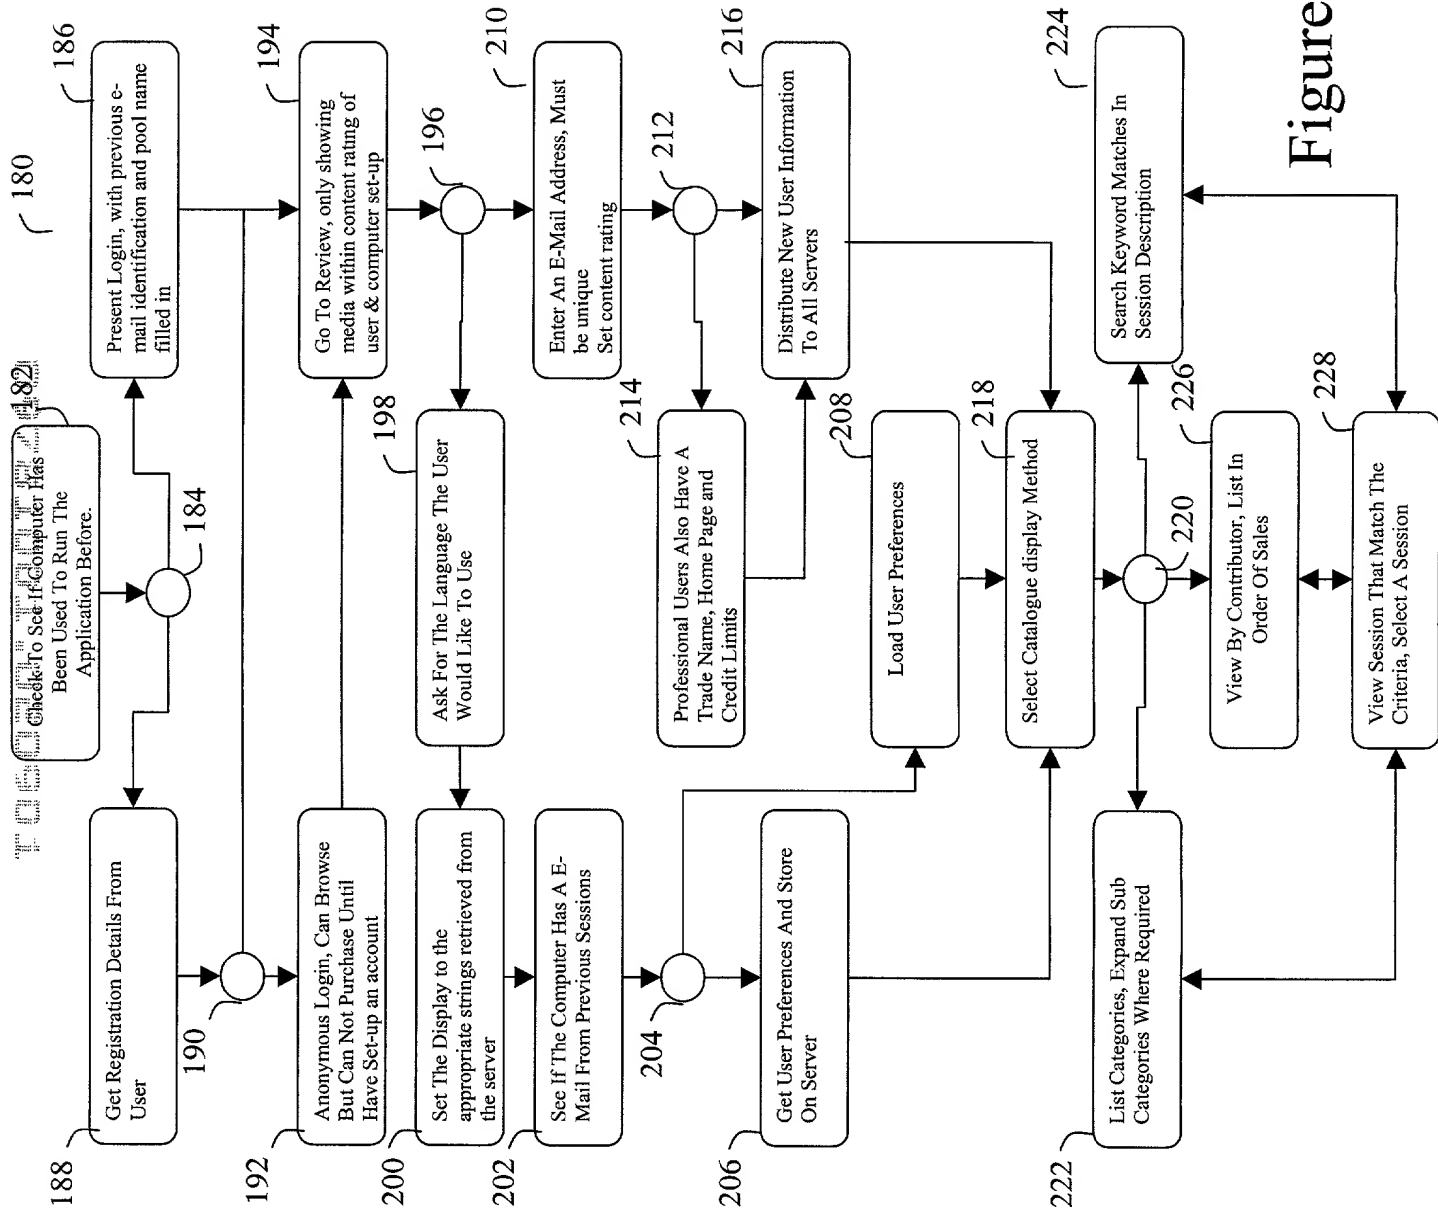 180
182
Check To See If Computer Has
Been Used To Run The
Application Before.
184
186
Present Login, with previous e-
mail identification and pool name
filled in
188
Get Registration Details From
User
190
192
Anonymous Login, Can Browse
But Can Not Purchase Until
Have Set-up an account
194
Go To Review, only showing
media within content rating of
user & computer set-up
196
198
Ask For The Language The User
Would Like To Use
200
Set The Display to the
appropriate strings retrieved from
the server
202
See If The Computer Has A E-
Mail From Previous Sessions
204
206
Get User Preferences And Store
On Server
208
Load User Preferences
210
Enter An E-Mail Address, Must
be unique
Set content rating
212
214
Professional Users Also Have A
Trade Name, Home Page and
Credit Limits
216
Distribute New User Information
To All Servers
218
Select Catalogue display Method
220
222
List Categories, Expand Sub
Categories Where Required
224
Search Keyword Matches In
Session Description
226
View By Contributor, List In
Order Of Sales
228
View Session That Match The
Criteria, Select A Session
Figure